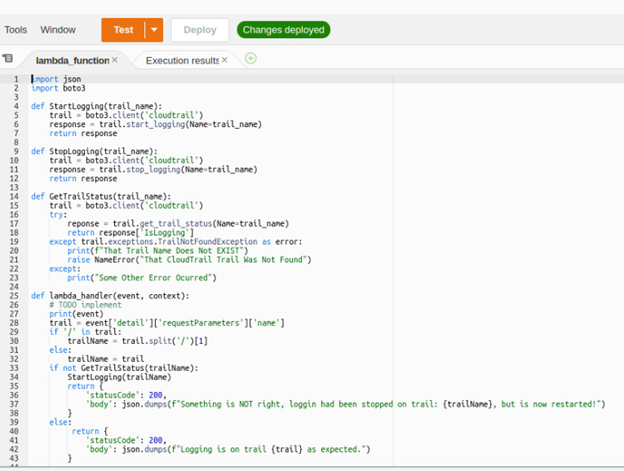 Tools Window Test Deploy Changes deployed
lambda_function × Execution results ×
1 import json
2 import boto3
3
4 def StartLogging(trail_name):
5     trail = boto3.client('cloudtrail')
6     response = trail.start_logging(Name=trail_name)
7     return response
8
9 def StopLogging(trail_name):
10     trail = boto3.client('cloudtrail')
11     response = trail.stop_logging(Name=trail_name)
12     return response
13
14 def GetTrailStatus(trail_name):
15     trail = boto3.client('cloudtrail')
16     try:
17         reponse = trail.get_trail_status(Name=trail_name)
18         return response['IsLogging']
19     except trail.exceptions.TrailNotFoundException as error:
20         print(f"That Trail Name Does Not EXIST")
21         raise NameError("That CloudTrail Trail Was Not Found")
22     except:
23         print("Some Other Error Ocurred")
24
25 def lambda_handler(event, context):
26     # TODO implement
27     print(event)
28     trail = event['detail']['requestParameters']['name']
29     if '/' in trail:
30         trailName = trail.split('/')[1]
31     else:
32         trailName = trail
33     if not GetTrailStatus(trailName):
34         StartLogging(trailName)
35         return {
36             'statusCode': 200,
37             'body': json.dumps(f"Something is NOT right, loggin had been stopped on trail: {trailName}, but is now restarted!")
38         }
39     else:
40          return {
41             'statusCode': 200,
42             'body': json.dumps(f"Logging is on trail {trail} as expected.")
43         }
44